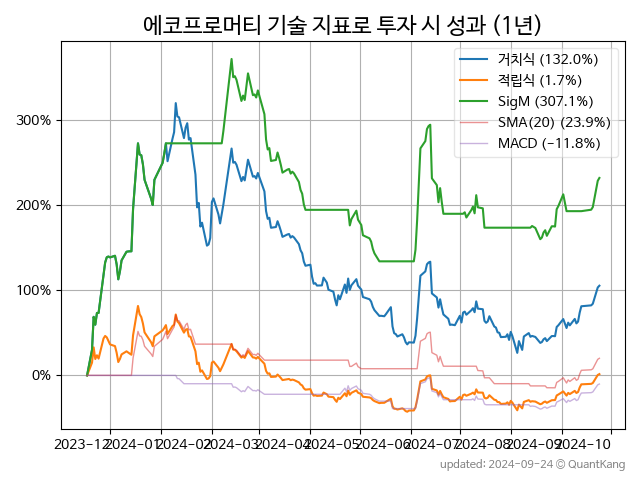 에코프로머티 기술 지표로 투자 시 성과 (1년)
거치식 (132.0%)
적립식 (1.7%)
SigM (307.1%)
SMA(20) (23.9%)
MACD (−11.8%)
300%
200%
100%
0%
2023-12 2024-01 2024-02 2024-03 2024-04 2024-05 2024-06 2024-07 2024-08 2024-09 2024-10
updated: 2024-09-24 © QuantKang